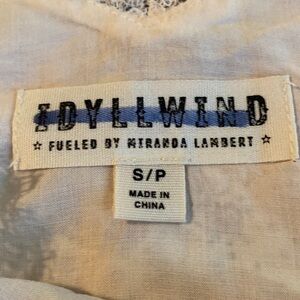 IDYLLWIND
☆ FUELED BY MIRANDA LAMBERT ☆
S/P
MADE IN
CHINA